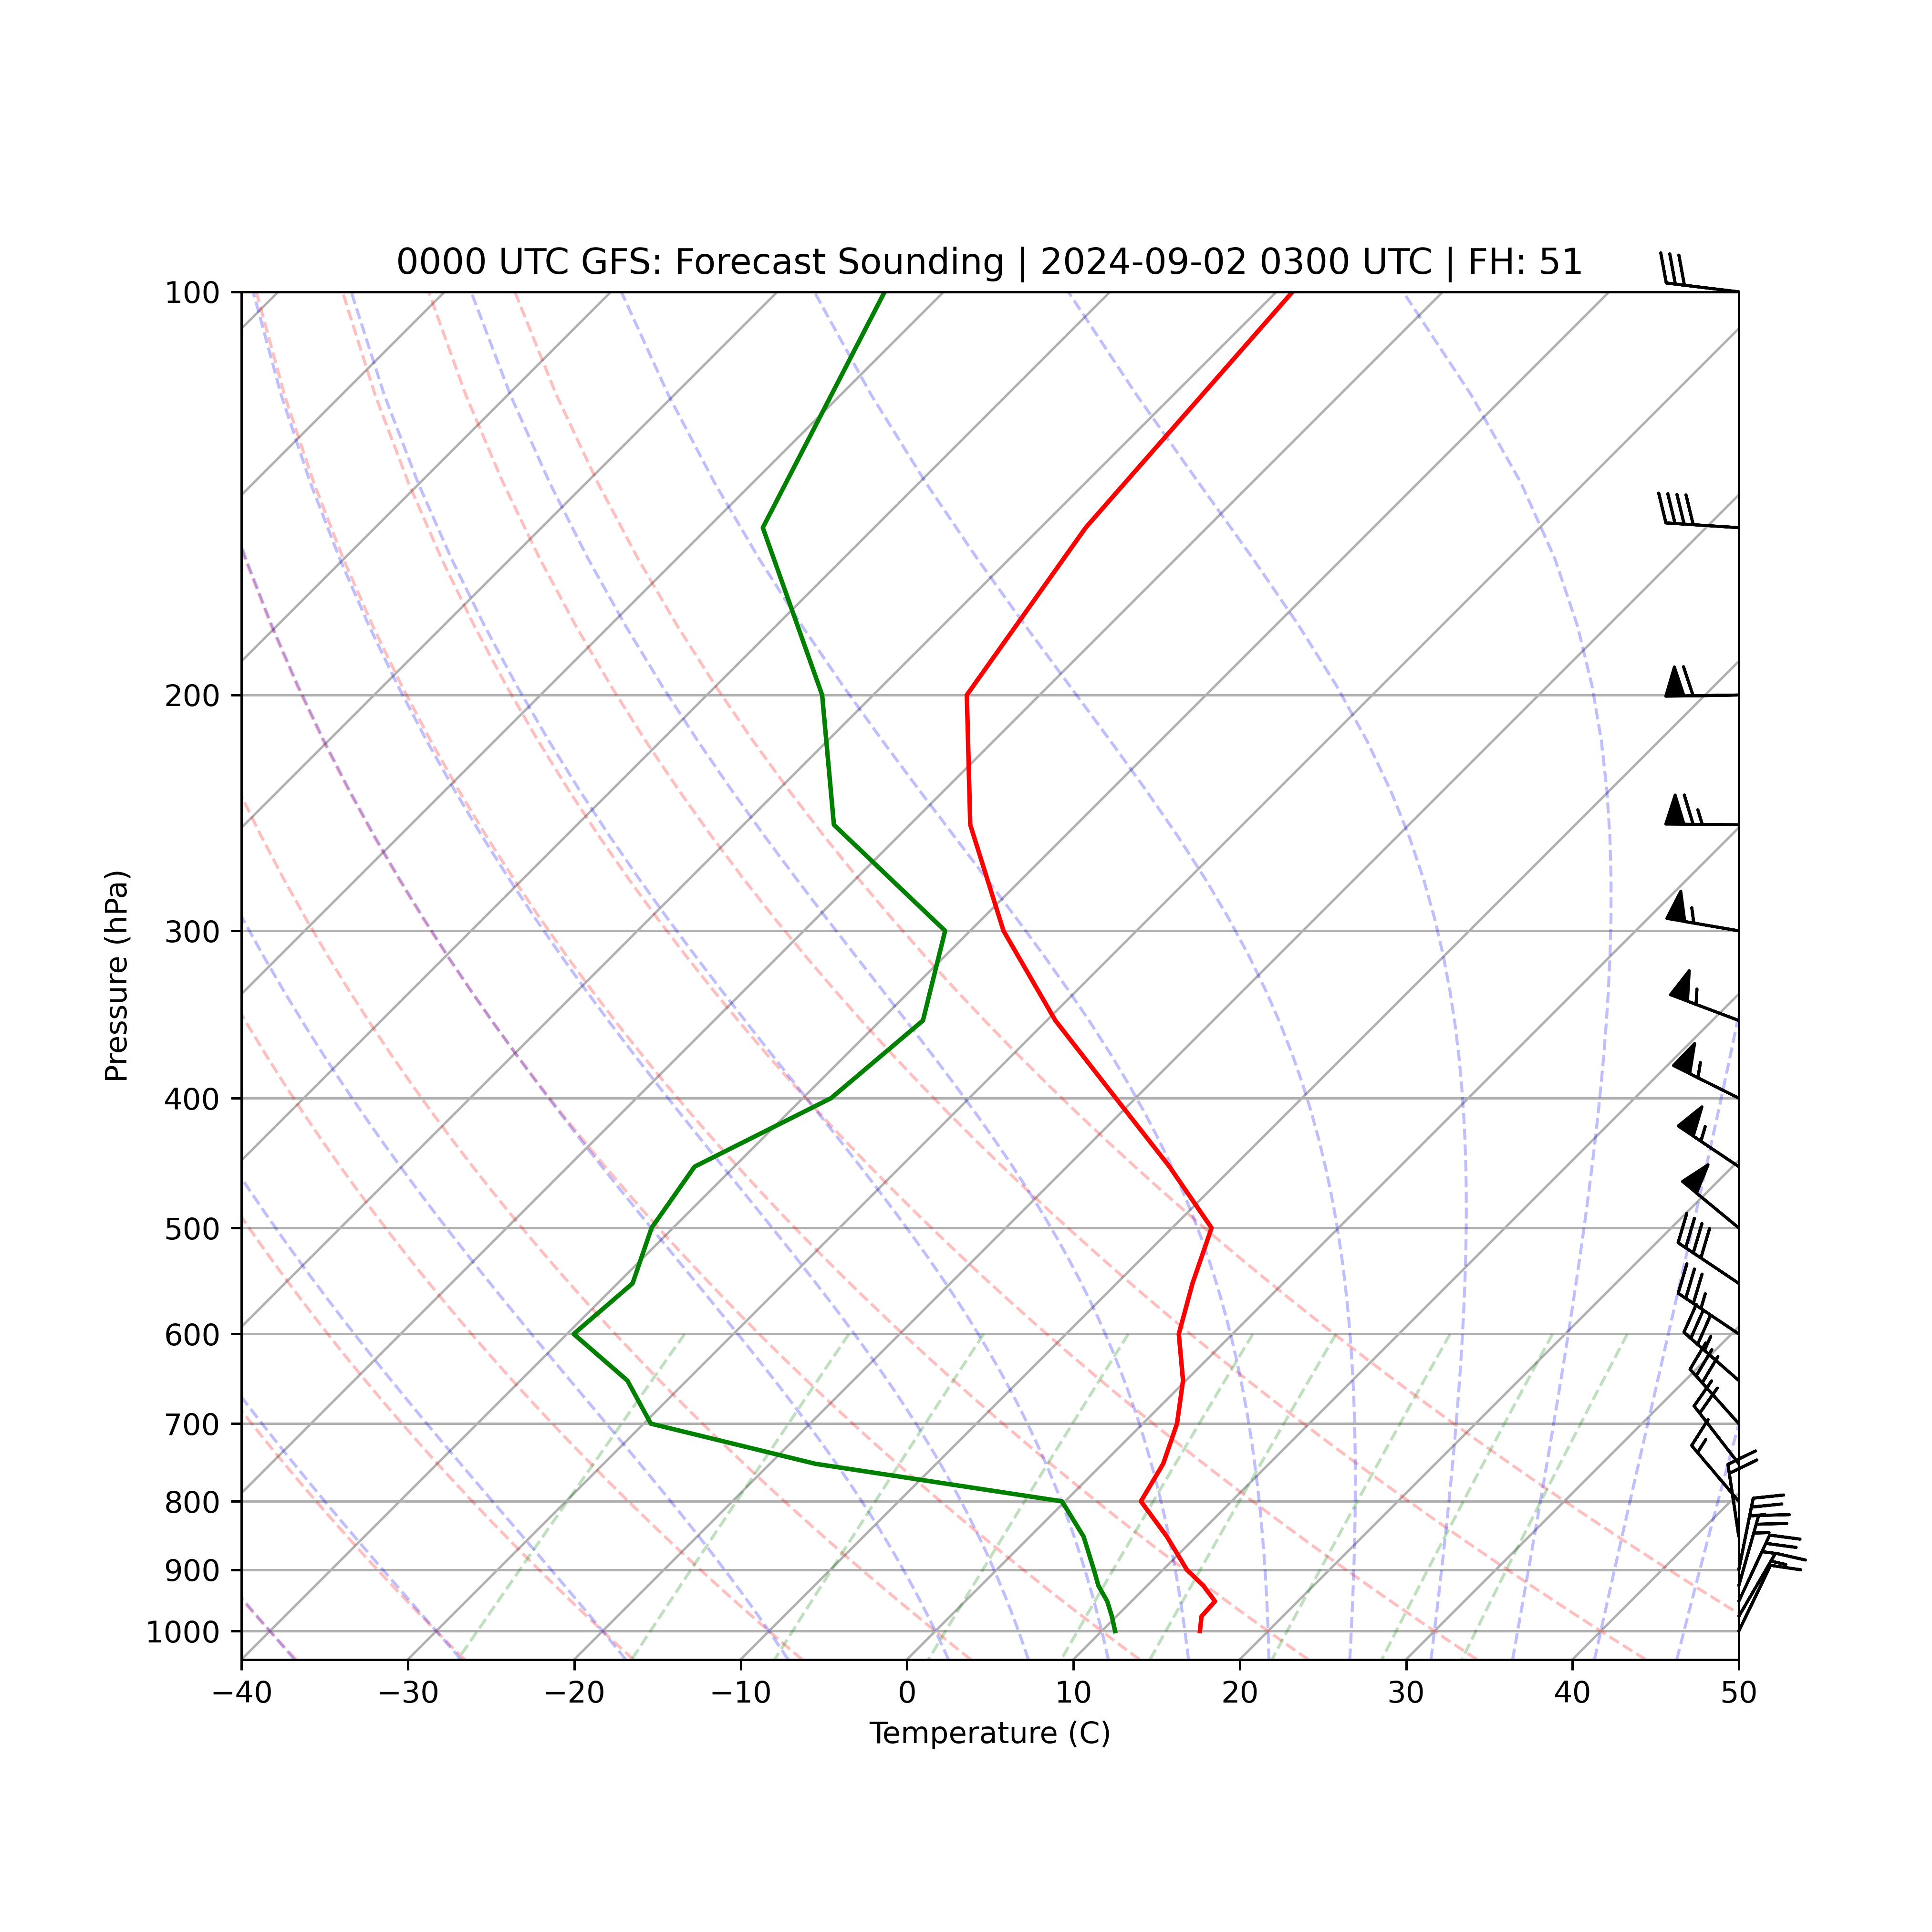 0000 UTC GFS: Forecast Sounding | 2024-09-02 0300 UTC | FH: 51
100
200
300
400
500
600
700
800
900
1000
Pressure (hPa)
−40 −30 −20 −10 0 10 20 30 40 50
Temperature (C)